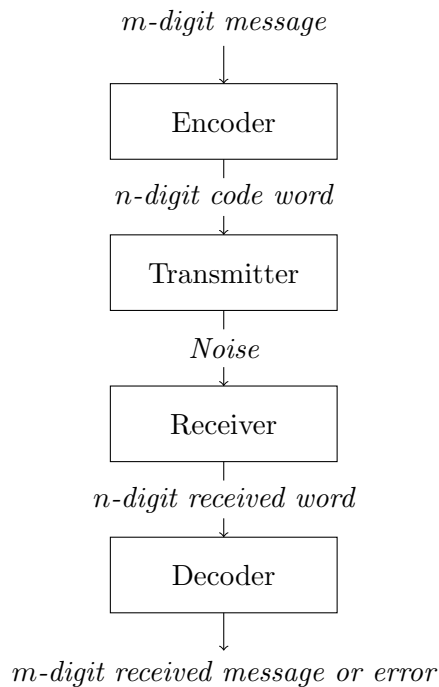 m-digit message
Encoder
n-digit code word
Transmitter
Noise
Receiver
n-digit received word
Decoder
m-digit received message or error